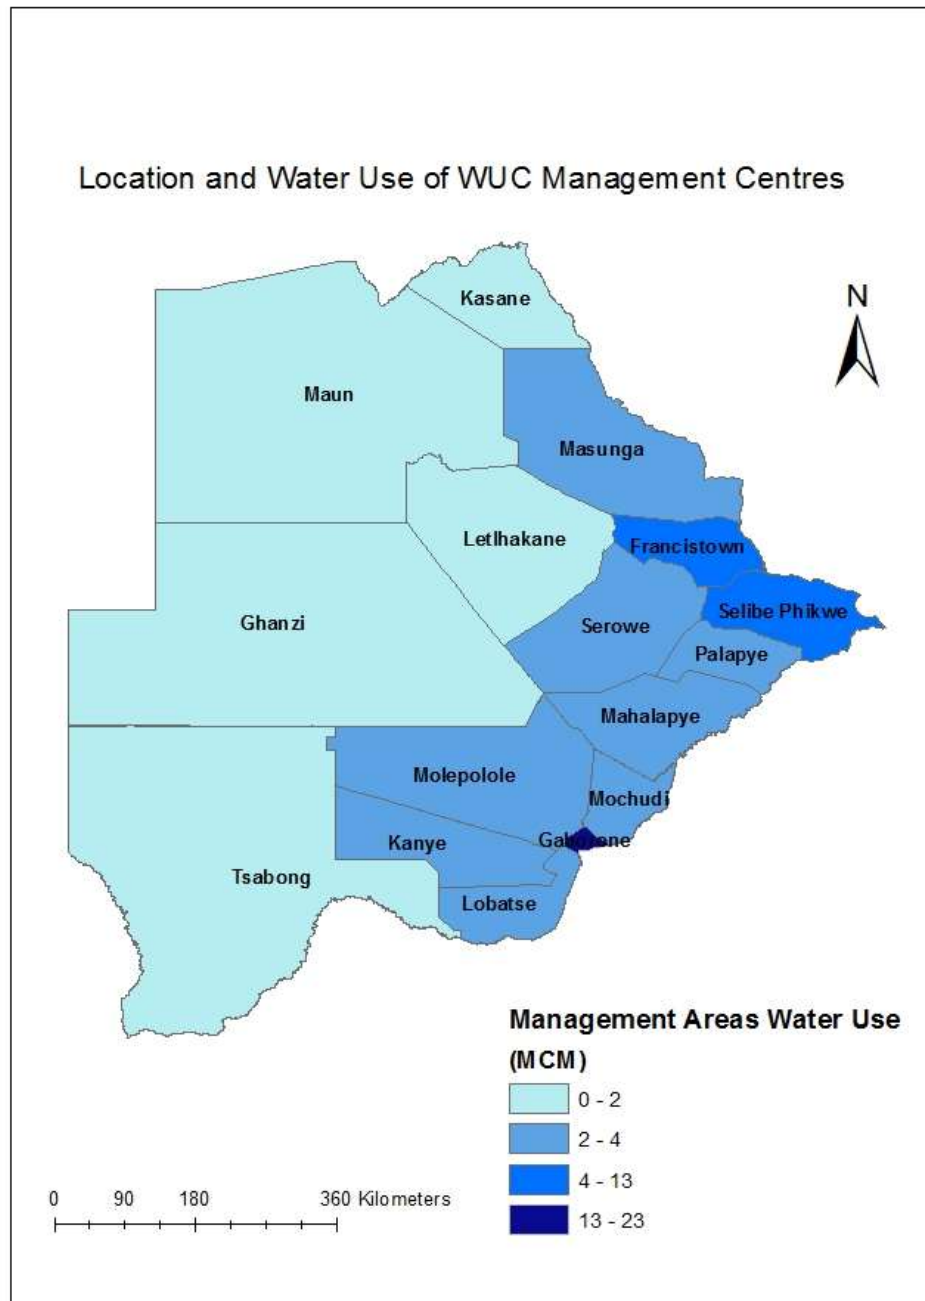 Location and Water Use of WUC Management Centres
N
Kasane
Maun
Masunga
Letlhakane
Francistown
Ghanzi
Selibe Phikwe
Serowe
Palapye
Mahalapye
Molepolole
Mochudi
Gaborone
Kanye
Tsabong
Lobatse
Management Areas Water Use
(MCM)
0 - 2
2 - 4
4 - 13
13 - 23
0 90 180 360 Kilometers